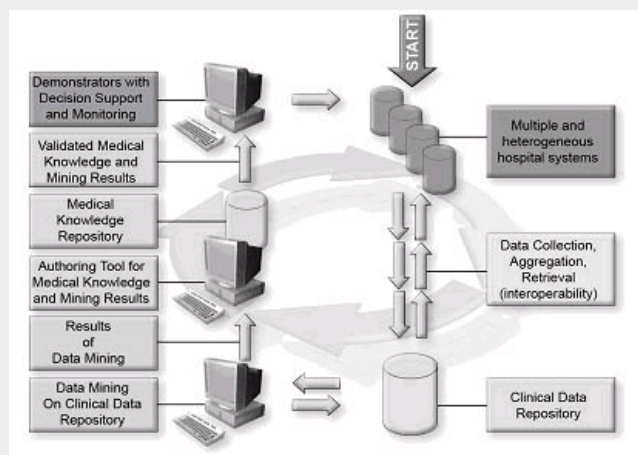 START
Demonstrators with
Decision Support
and Monitoring
Multiple and
heterogeneous
hospital systems
Validated Medical
Knowledge and
Mining Results
Medical
Knowledge
Repository
Data Collection,
Aggregation,
Retrieval
(interoperability)
Authoring Tool for
Medical Knowledge
and Mining Results
Results
of
Data Mining
Data Mining
On Clinical Data
Repository
Clinical Data
Repository